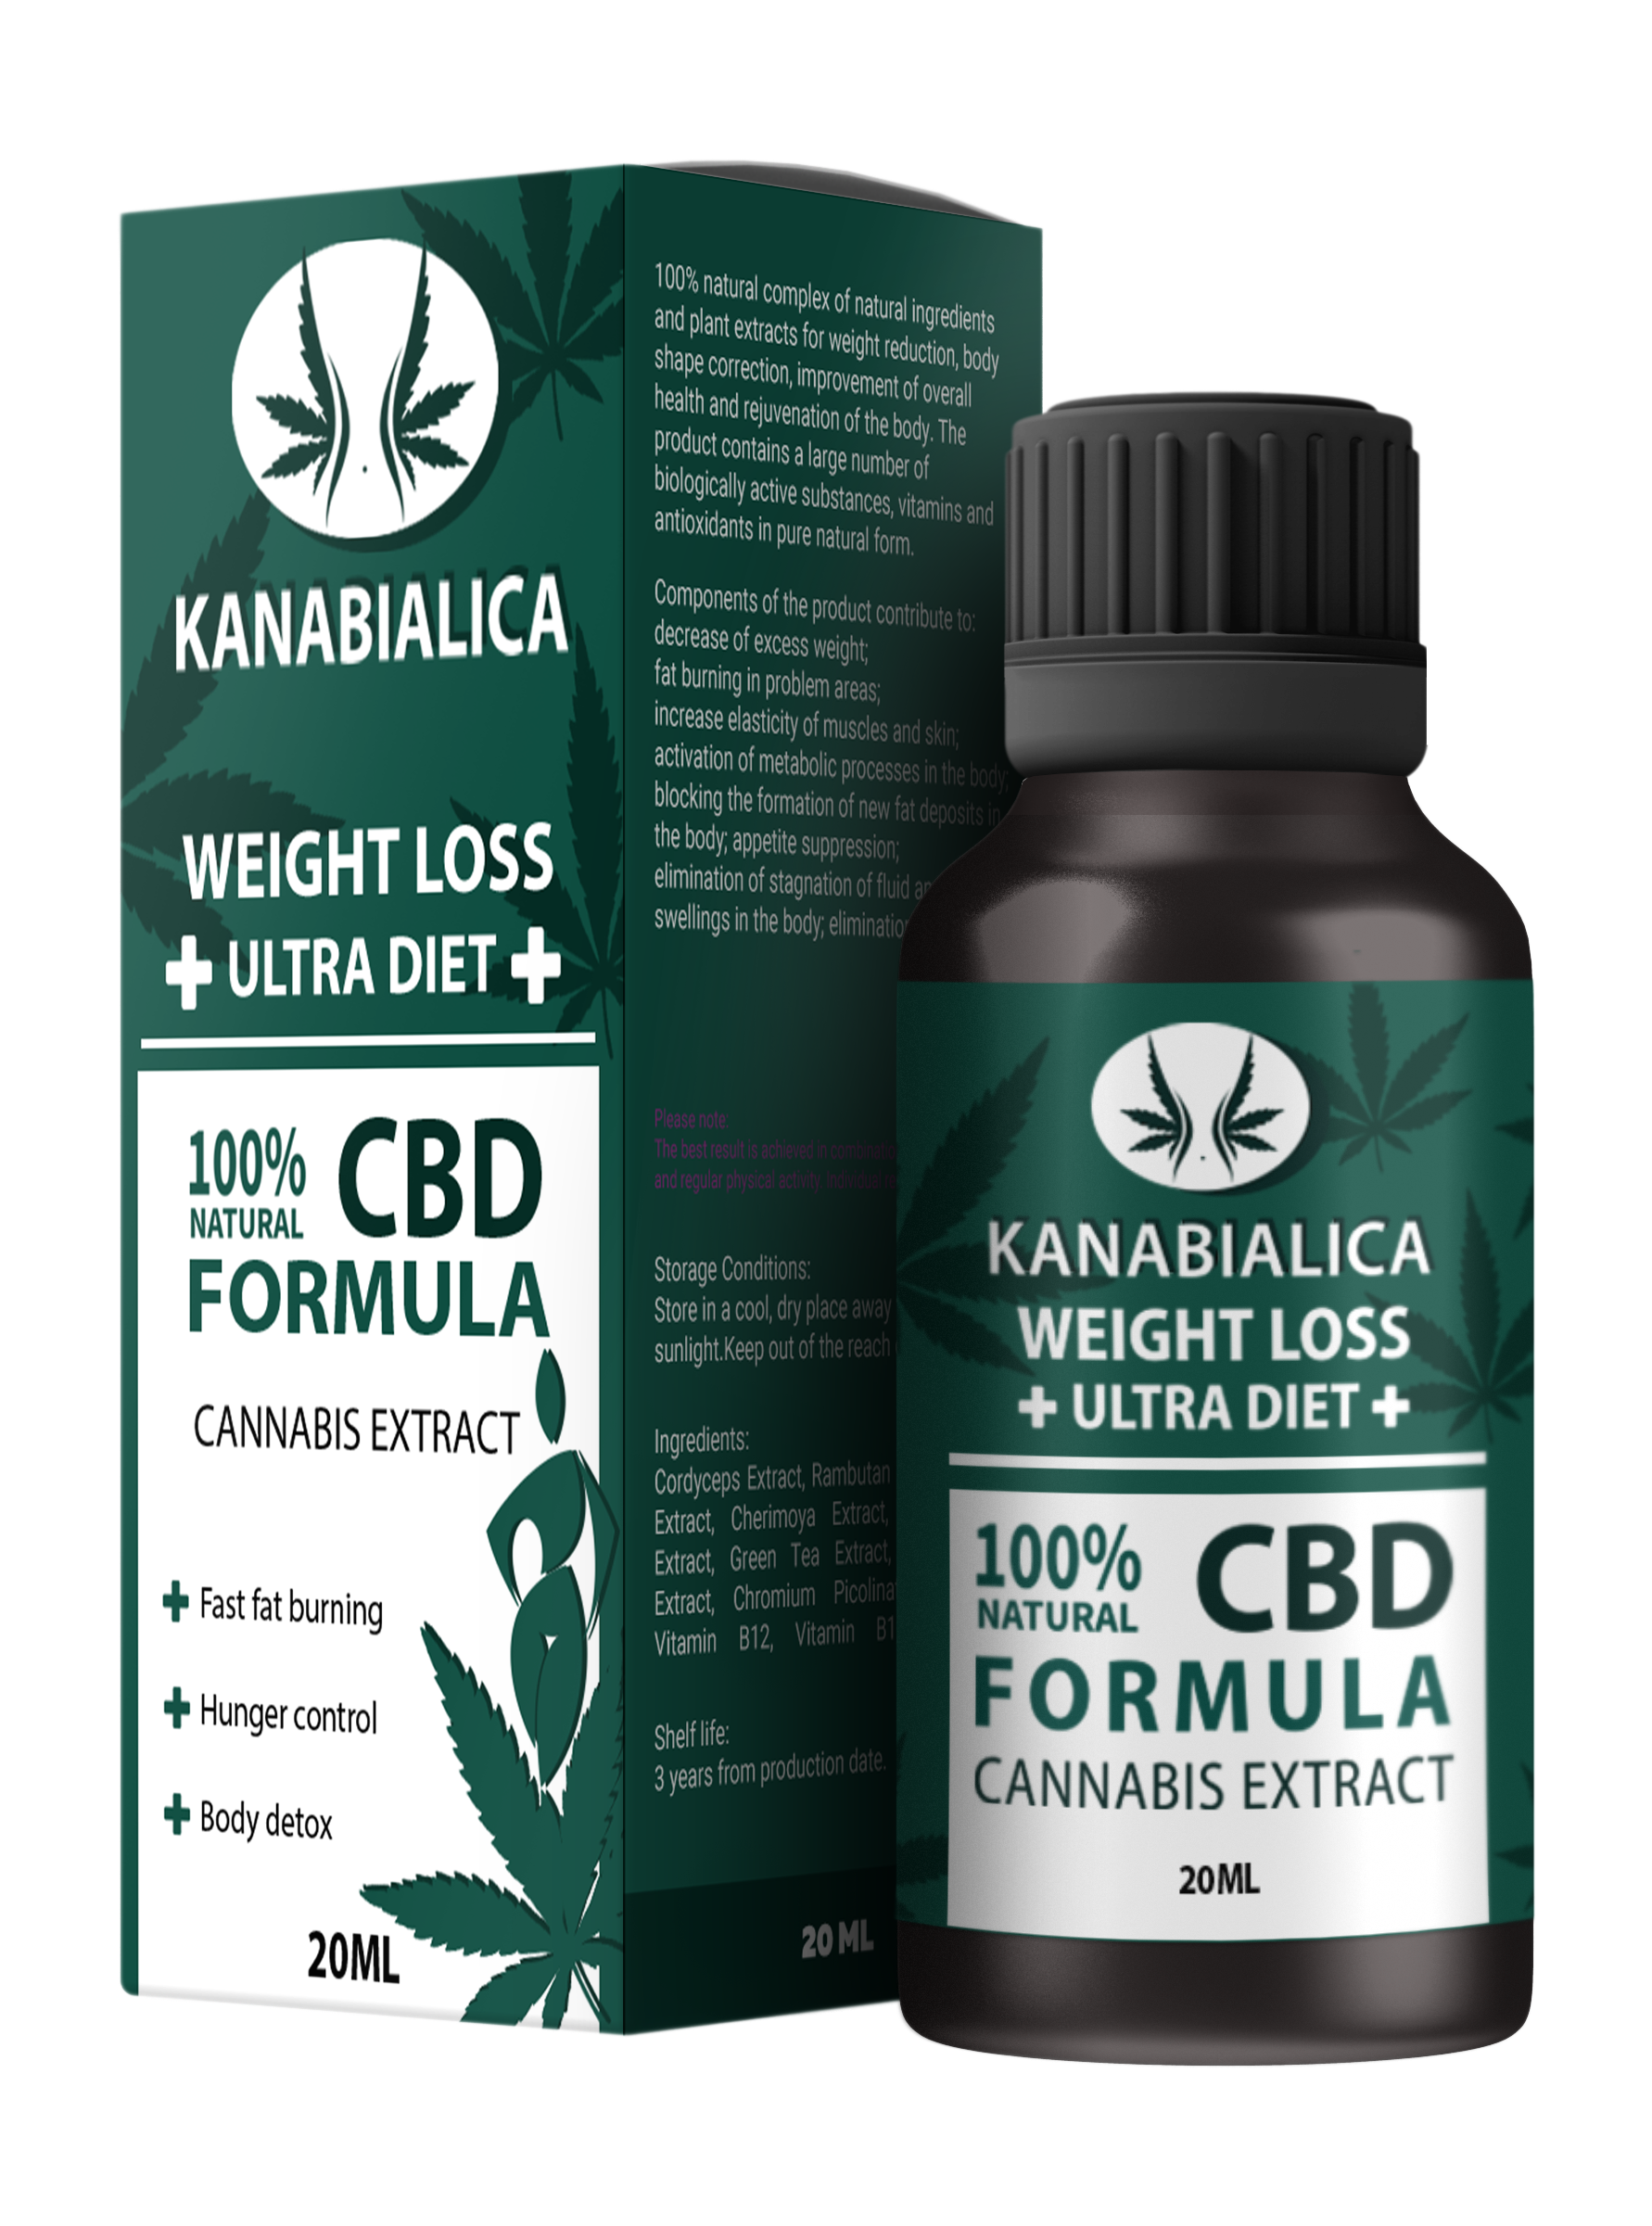 KANABIALICA
WEIGHT LOSS
ULTRA DIET
100%
NATURAL
CBD
FORMULA
CANNABIS EXTRACT
Fast fat burning
Hunger control
Body detox
20ML
100% natural complex of natural ingredients
and plant extracts for weight reduction, body
shape correction, improvement of overall
health and rejuvenation of the body. The
product contains a large number of
biologically active substances, vitamins and
antioxidants in pure natural form.
Components of the product contribute to:
decrease of excess weight;
fat burning in problem areas;
increase elasticity of muscles and skin;
activation of metabolic processes in the body;
blocking the formation of new fat deposits in
the body; appetite suppression;
elimination of stagnation of fluid
swellings in the body;
Please note:
The best result is achieved in
and regular physical activity.
Storage Conditions:
Store in a cool, dry place away
sunlight.Keep out of the reach
Ingredients:
Cordyceps Extract, Rambutan
Extract, Cherimoya Extract,
Extract, Green Tea Extract,
Extract, Chromium
Vitamin B12, Vitamin
Shelf life:
3 years from production date.
20 ML
KANABIALICA
WEIGHT LOSS
ULTRA DIET
100%
NATURAL
CBD
FORMULA
CANNABIS EXTRACT
20ML